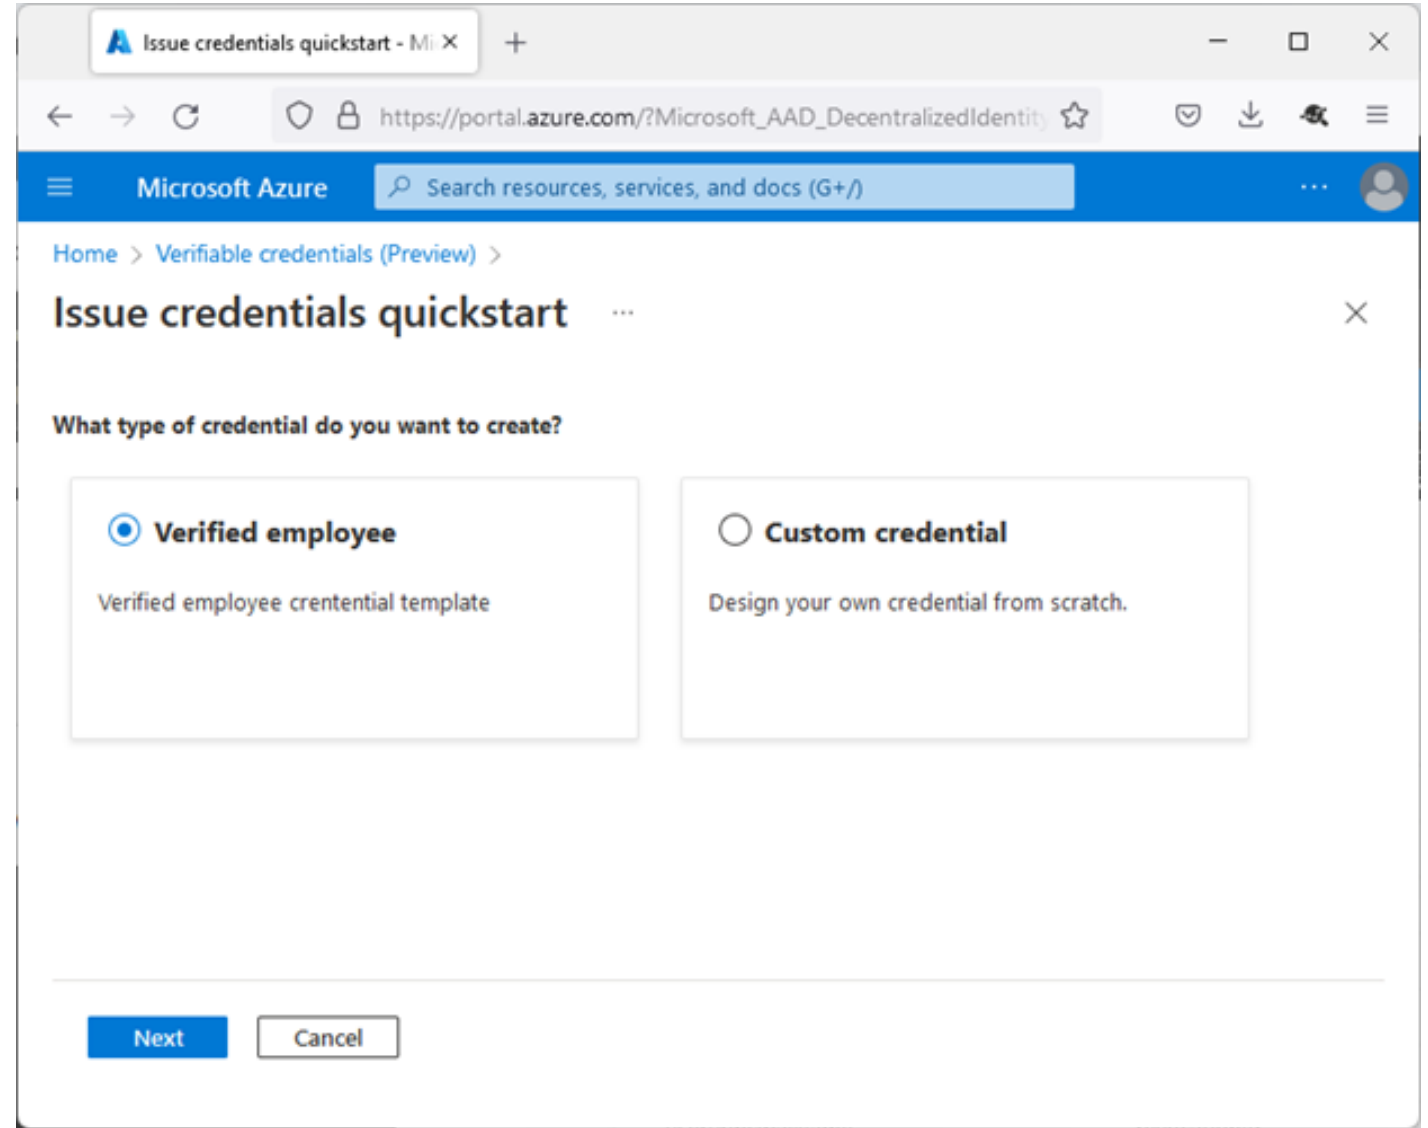 Issue credentials quickstart - Mi
https://portal.azure.com/?Microsoft_AAD_DecentralizedIdentity
Microsoft Azure
Search resources, services, and docs (G+/)
Home > Verifiable credentials (Preview) >
Issue credentials quickstart ...
What type of credential do you want to create?
Verified employee
Verified employee crentential template
Custom credential
Design your own credential from scratch.
Next
Cancel